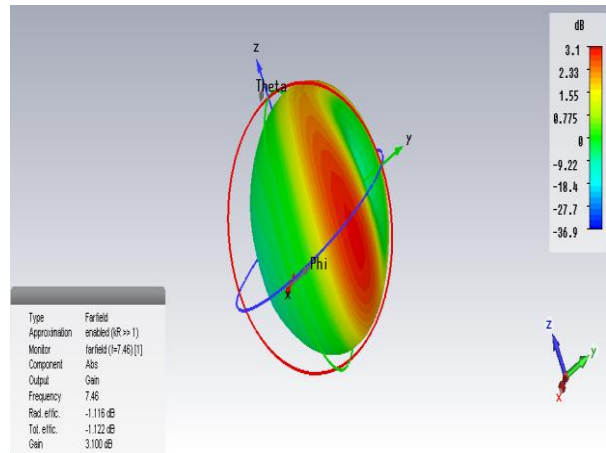 dB
3.1
2.33
1.55
0.775
0
-9.22
-18.4
-27.7
-36.9
z
Theta
y
Phi
x
Type Farfield
Approximation enabled (kR >> 1)
Monitor farfield (f=7.46) [1]
Component Abs
Output Gain
Frequency 7.46
Rad. effic. -1.116 dB
Tot. effic. -1.122 dB
Gain 3.100 dB
z
y
x